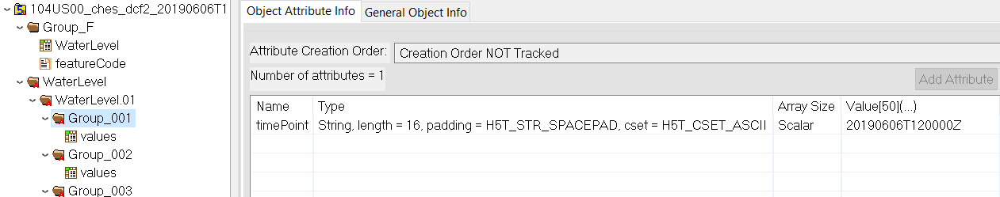 104US00_ches_dcf2_20190606T1
Group_F
WaterLevel
featureCode
WaterLevel
WaterLevel.01
Group_001
values
Group_002
values
Group_003
Object Attribute Info
General Object Info
Attribute Creation Order: Creation Order NOT Tracked
Number of attributes = 1
Add Attribute
Name Type Array Size Value[50](...)
timePoint String, length = 16, padding = H5T_STR_SPACEPAD, cset = H5T_CSET_ASCII Scalar 20190606T120000Z